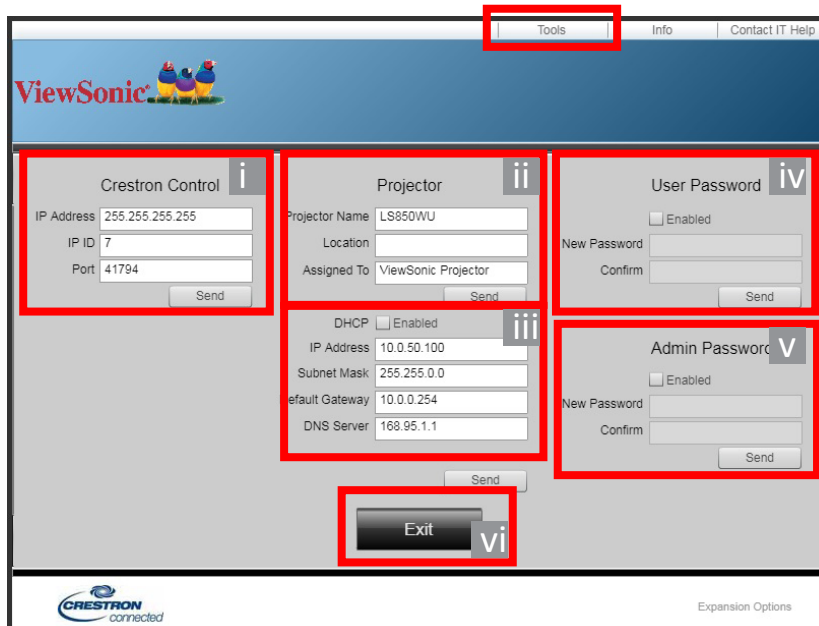 Tools
Info
Contact IT Help
ViewSonic
Crestron Control
i
IP Address 255.255.255.255
IP ID 7
Port 41794
Send
Projector
ii
Projector Name LS850WU
Location
Assigned To ViewSonic Projector
Send
iii
DHCP Enabled
IP Address 10.0.50.100
Subnet Mask 255.255.0.0
Default Gateway 10.0.0.254
DNS Server 168.95.1.1
Send
User Password
iv
Enabled
New Password
Confirm
Send
Admin Password
v
Enabled
New Password
Confirm
Send
Exit
vi
CRESTRON
connected
Expansion Options